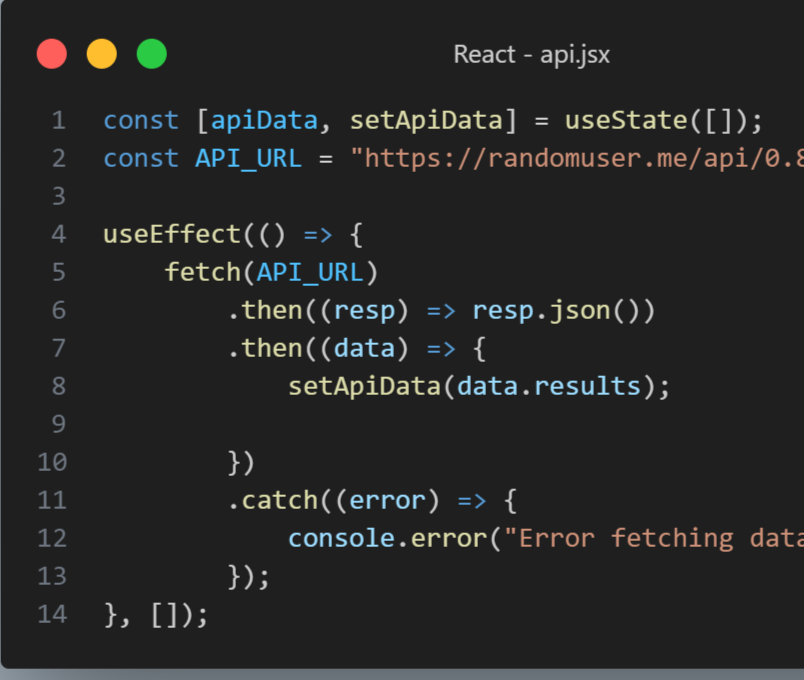 React - api.jsx
1 const [apiData, setApiData] = useState([]);
2 const API_URL = "https://randomuser.me/api/0.8
3
4 useEffect(() => {
5     fetch(API_URL)
6         .then((resp) => resp.json())
7         .then((data) => {
8             setApiData(data.results);
9
10         })
11         .catch((error) => {
12             console.error("Error fetching data
13         });
14 }, []);